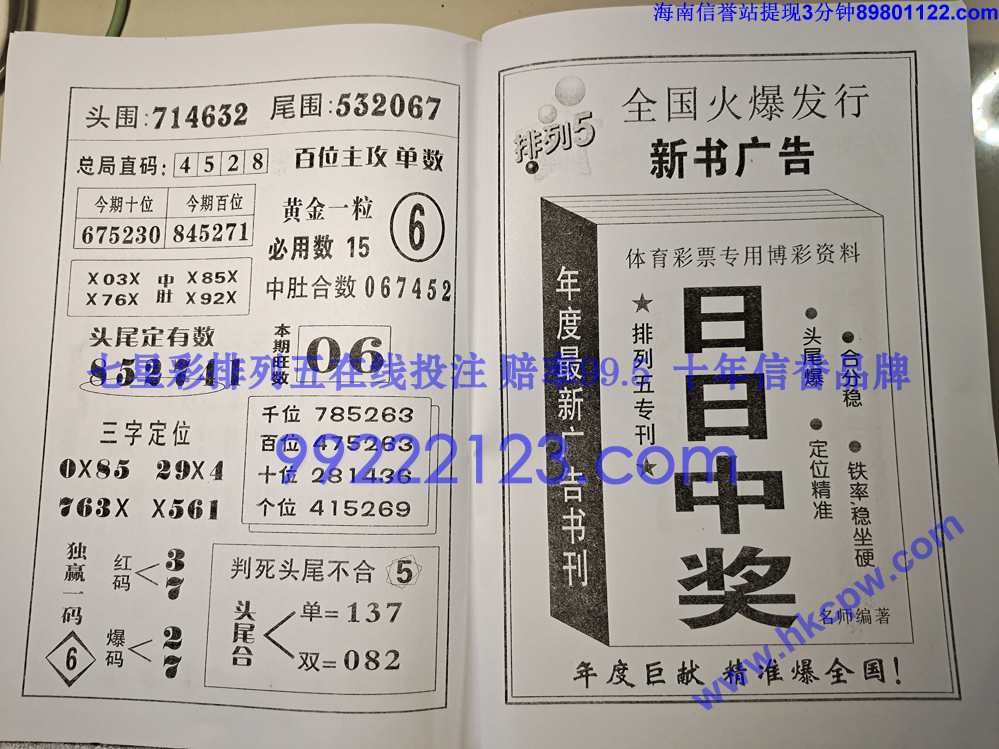 海南信誉站提现3分钟89801122.com
头围:714632 尾围:532067
总局直码: 4 5 2 8 百位主攻 单数
今期十位 今期百位
675230 845271
黄金一粒 6
必用数 15
X03X 中 X85X
X76X 肚 X92X
中肚合数 067452
头尾定有数
852741
本期旺数 06
七星彩排列五在线投注 赔率99.8 十年信誉品牌
三字定位
0X85 29X4
763X X561
千位 785263
百位 475263
十位 281436
个位 415269
99222123.com
独赢一码 6
红码 < 3 7
爆码 < 2 7
判死头尾不合 5
头尾合
单=137
双=082
排列5
全国火爆发行
新书广告
体育彩票专用博彩资料
年度最新广告书刊
★排列五专刊★
日日中奖
●头尾爆 ●定位精准
●合分稳 ●铁率稳坐硬
名师编著
年度巨献 精准爆全国!
www.hkcpw.com